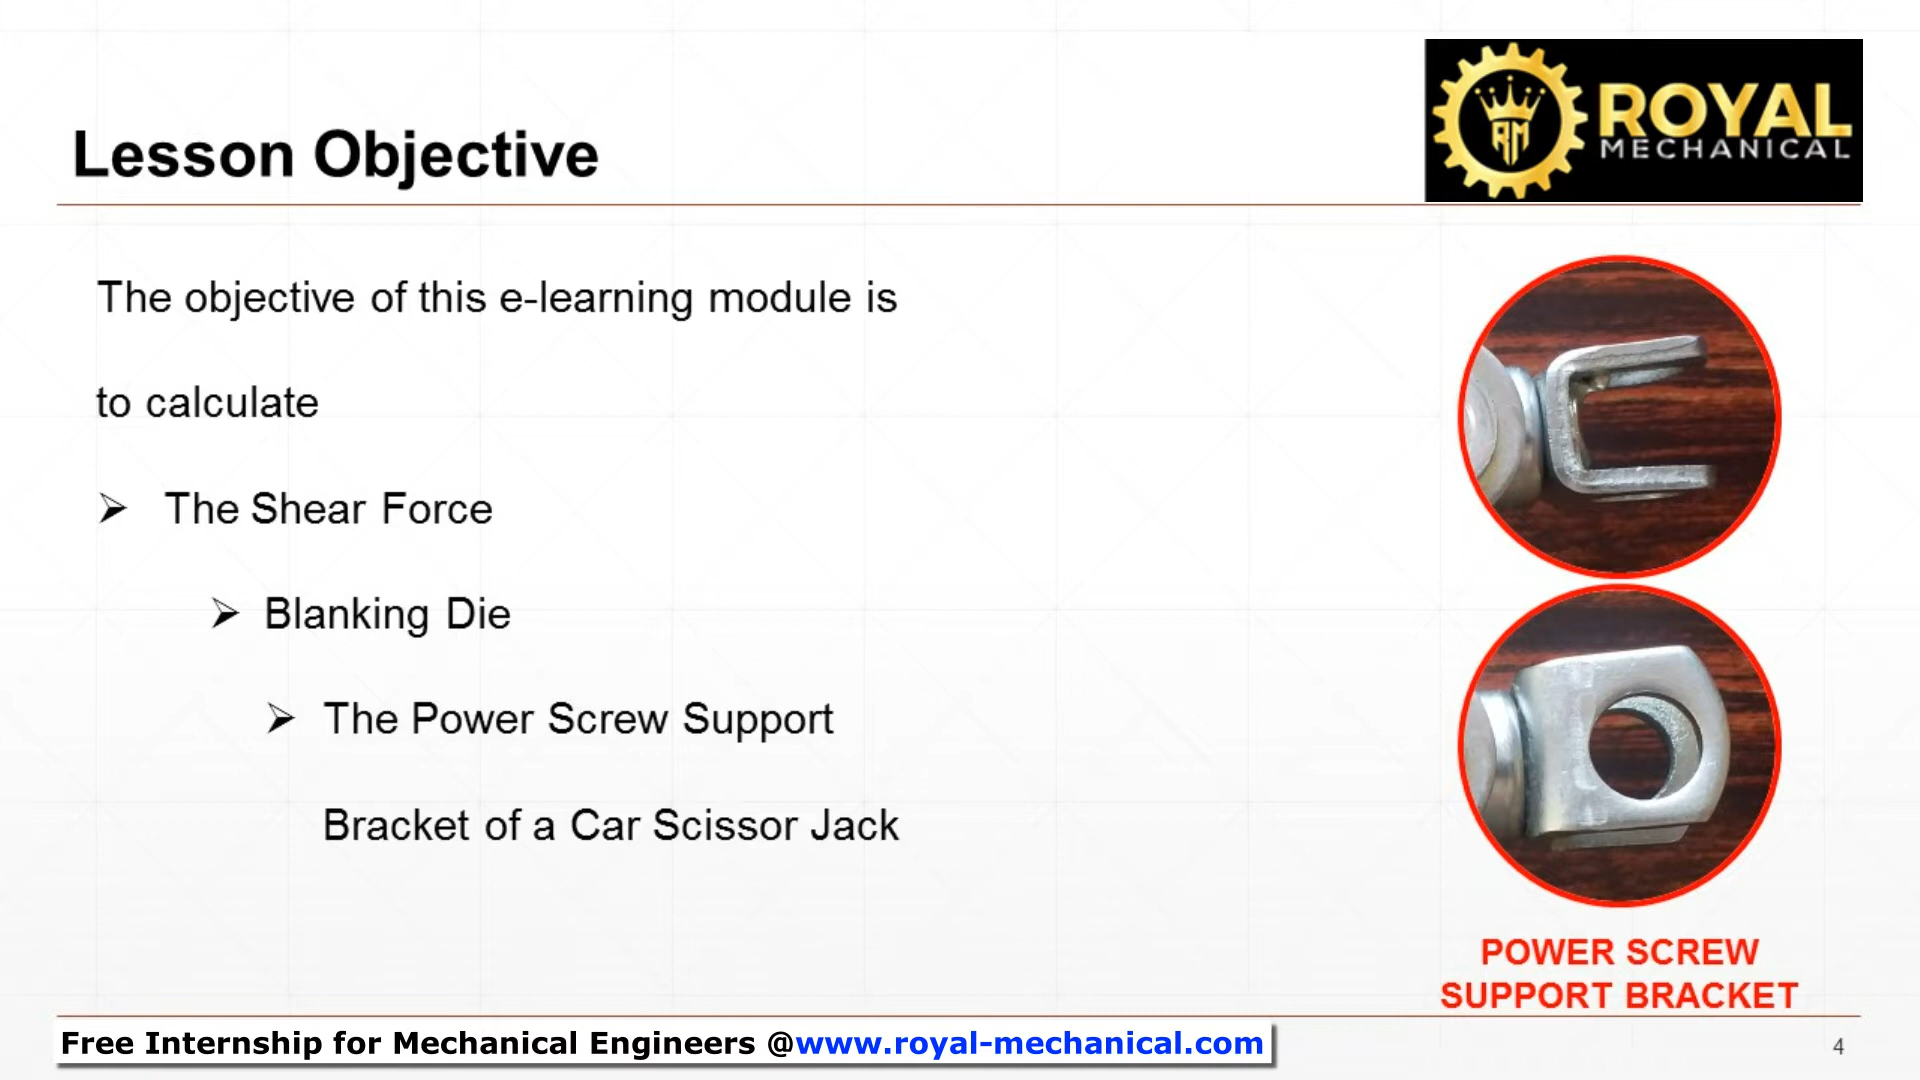 ROYAL
MECHANICAL
RM
Lesson Objective
The objective of this e-learning module is
to calculate
➢ The Shear Force
➢ Blanking Die
➢ The Power Screw Support
Bracket of a Car Scissor Jack
POWER SCREW
SUPPORT BRACKET
Free Internship for Mechanical Engineers @www.royal-mechanical.com
4